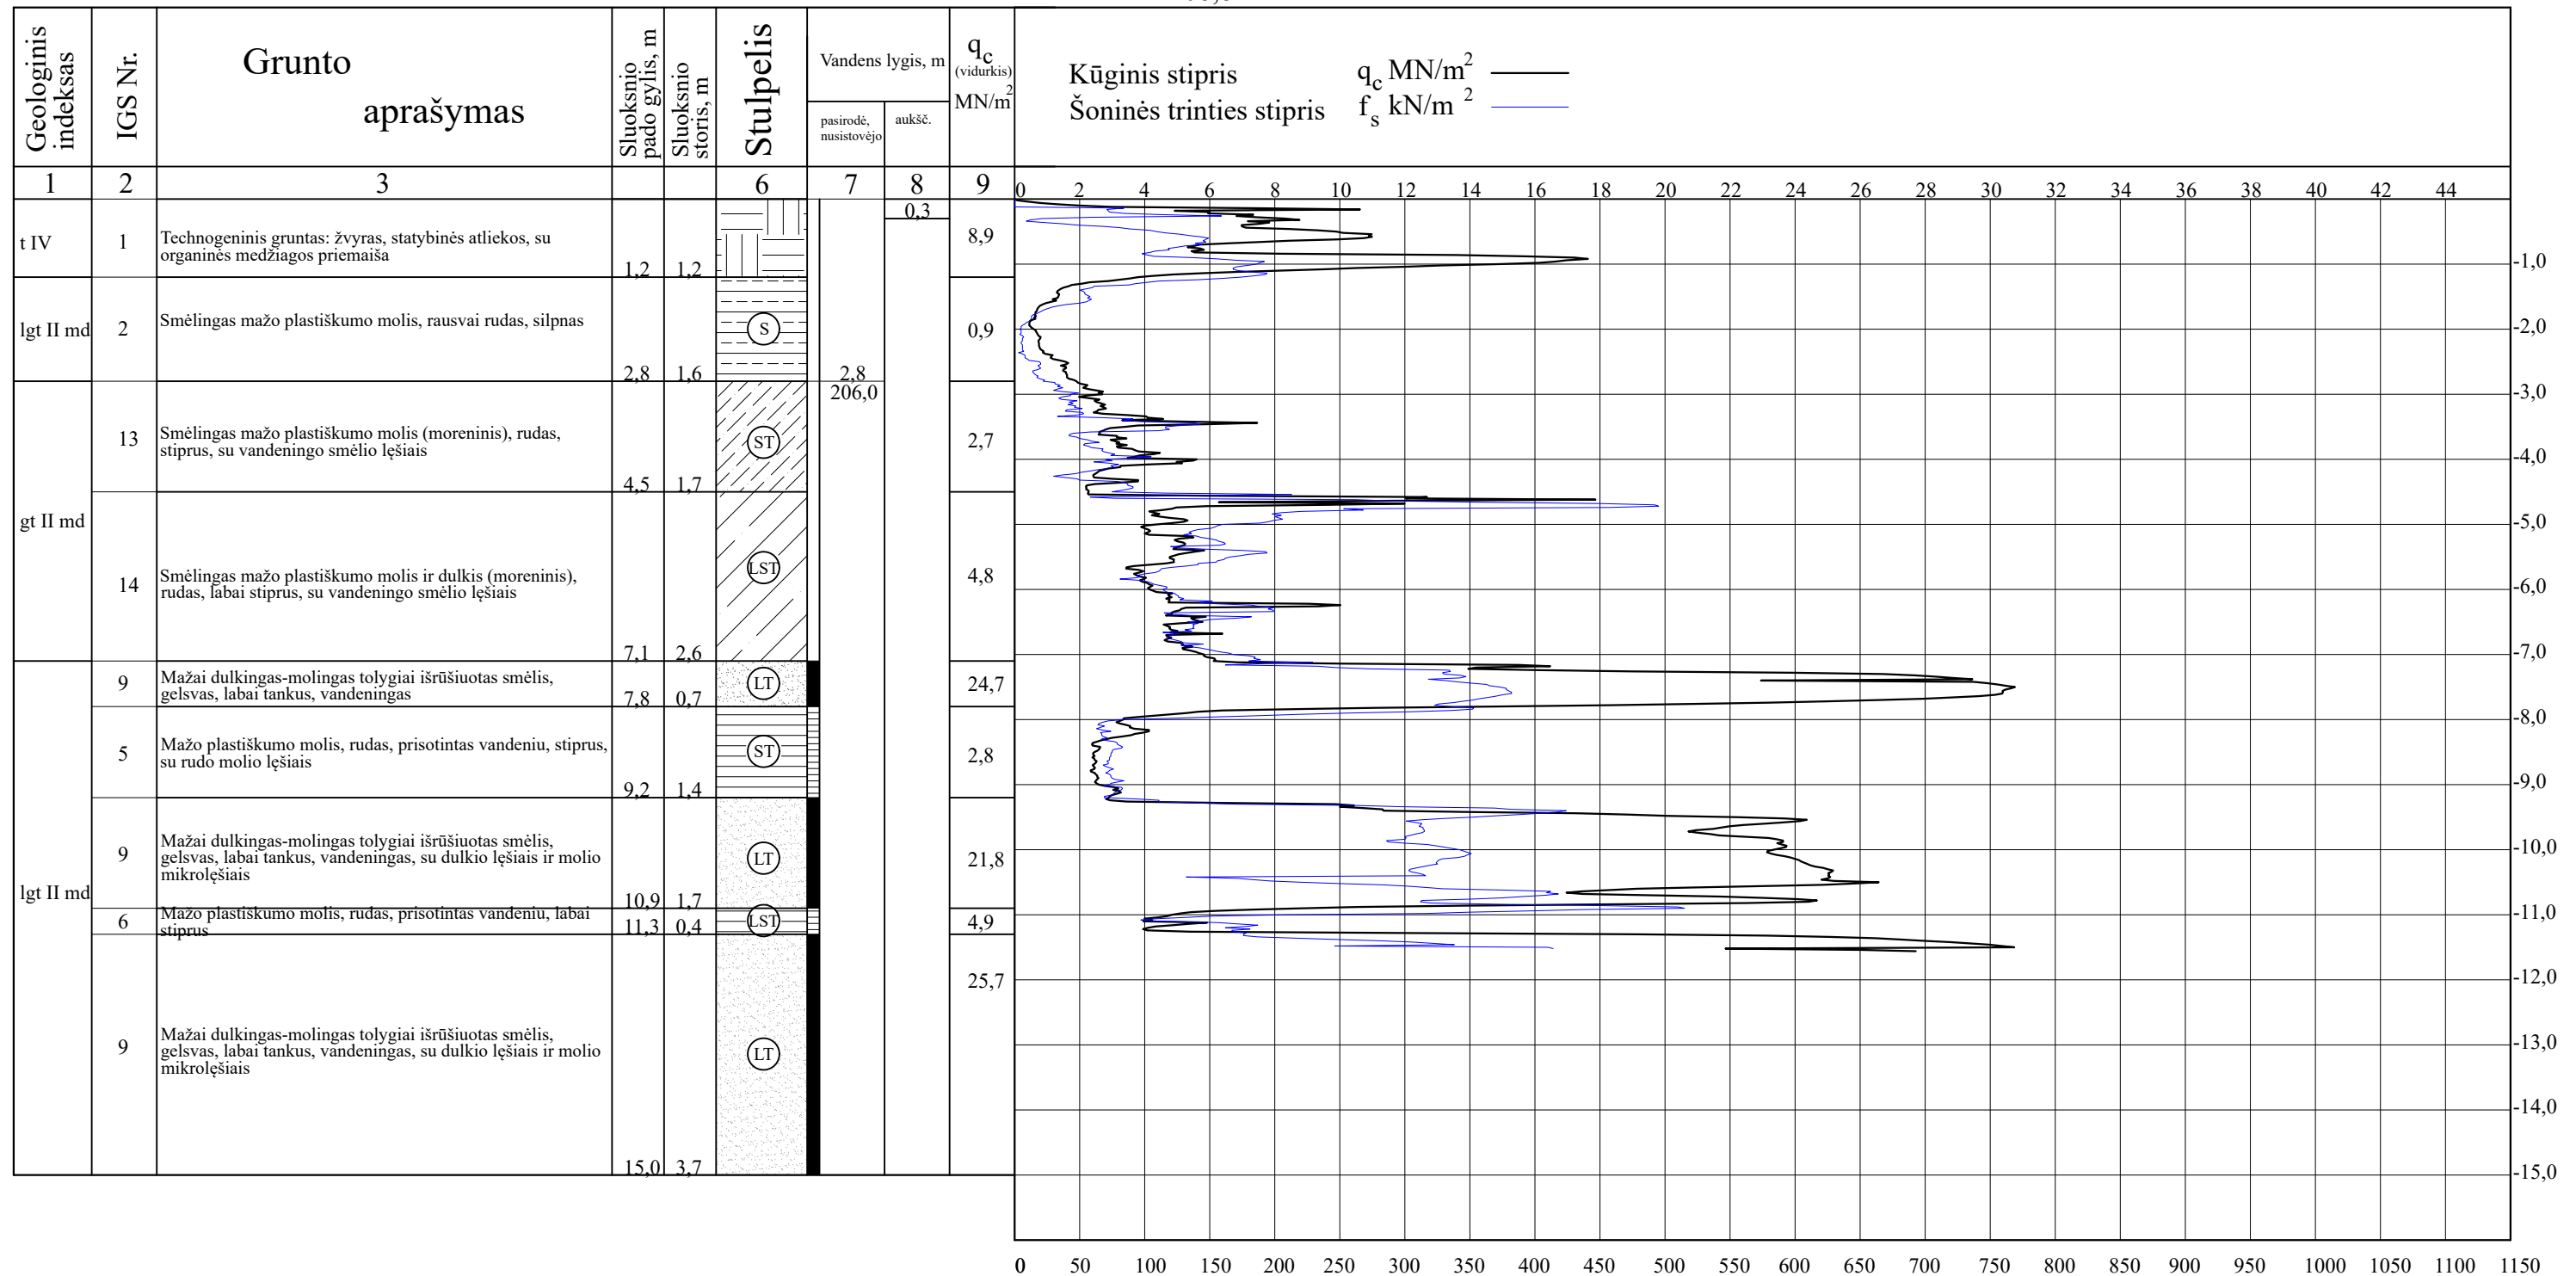 Geologinis
indeksas
IGS Nr.
Grunto
aprašymas
Sluoksnio
pado gylis, m
Sluoksnio
storis, m
Stulpelis
Vandens lygis, m
pasirodė,
nusistovėjo
aukšč.
qc
(vidurkis)
MN/m2
Kūginis stipris qc MN/m2
Šoninės trinties stipris fs kN/m 2
1 2 3 6 7 8 9
0 2 4 6 8 10 12 14 16 18 20 22 24 26 28 30 32 34 36 38 40 42 44
0,3
t IV 1 Technogeninis gruntas: žvyras, statybinės atliekos, su
organinės medžiagos priemaiša
1,2 1,2 8,9
-1,0
lgt II md 2 Smėlingas mažo plastiškumo molis, rausvai rudas, silpnas
2,8 1,6 S 2,8 0,9
206,0
-2,0
-3,0
gt II md
13 Smėlingas mažo plastiškumo molis (moreninis), rudas,
stiprus, su vandeningo smėlio lęšiais
4,5 1,7 ST 2,7
-4,0
14 Smėlingas mažo plastiškumo molis ir dulkis (moreninis),
rudas, labai stiprus, su vandeningo smėlio lęšiais
7,1 2,6 LST 4,8
-5,0
-6,0
-7,0
lgt II md
9 Mažai dulkingas-molingas tolygiai išrūšiuotas smėlis,
gelsvas, labai tankus, vandeningas
7,8 0,7 LT 24,7
-8,0
5 Mažo plastiškumo molis, rudas, prisotintas vandeniu, stiprus,
su rudo molio lęšiais
9,2 1,4 ST 2,8
-9,0
9 Mažai dulkingas-molingas tolygiai išrūšiuotas smėlis,
gelsvas, labai tankus, vandeningas, su dulkio lęšiais ir molio
mikrolęšiais
10,9 1,7 LT 21,8
-10,0
6 Mažo plastiškumo molis, rudas, prisotintas vandeniu, labai
stiprus
11,3 0,4 LST 4,9
-11,0
9 Mažai dulkingas-molingas tolygiai išrūšiuotas smėlis,
gelsvas, labai tankus, vandeningas, su dulkio lęšiais ir molio
mikrolęšiais
15,0 3,7 LT 25,7
-12,0
-13,0
-14,0
-15,0
0 50 100 150 200 250 300 350 400 450 500 550 600 650 700 750 800 850 900 950 1000 1050 1100 1150